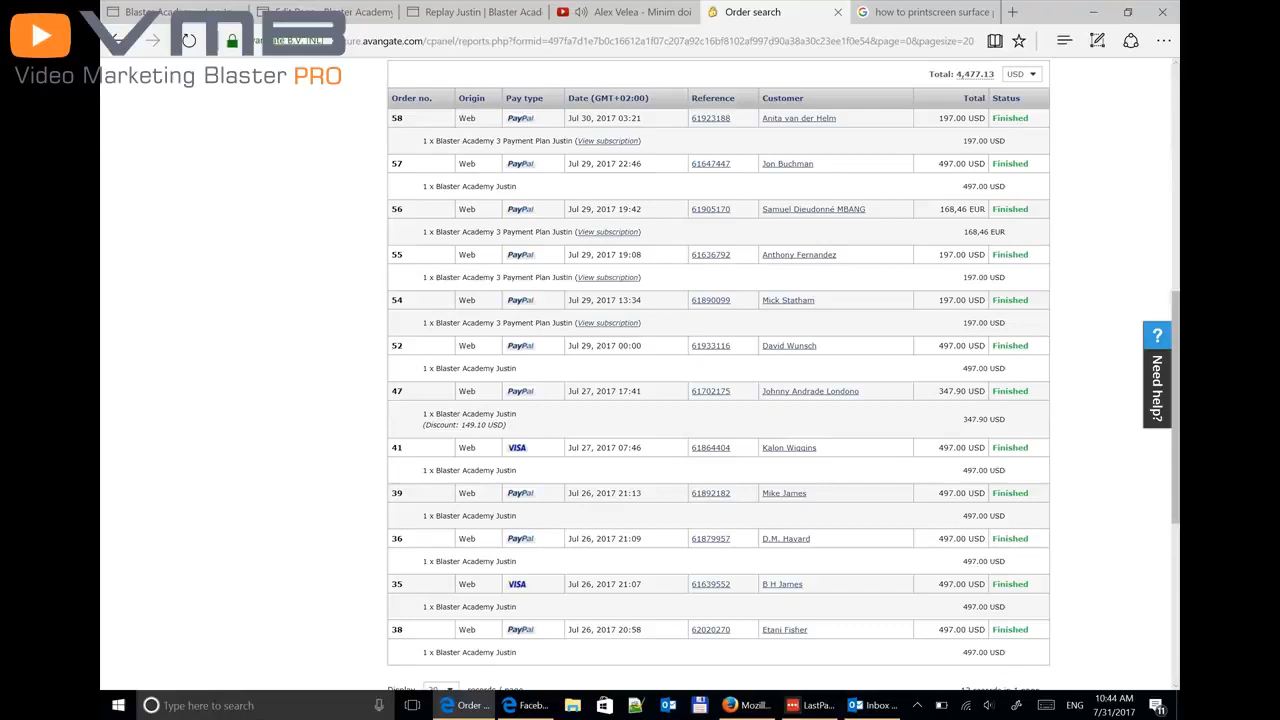 Replay Justin | Blaster Acad
Alex Velea - Minim doi
Order search
how to printscreen surface
VMB
Video Marketing Blaster PRO
avangate.com/cpanel/reports.php?formid=497fa7d1e7b0c16612a1f07c207a92c16bf8102af997d90a38a30c23ee1f0e54&page=0&pagesize=20
Total: 4,477.13 USD
Order no. Origin Pay type Date (GMT+02:00) Reference Customer Total Status
58 Web PayPal Jul 30, 2017 03:21 61923188 Anita van der Helm 197.00 USD Finished
1 x Blaster Academy 3 Payment Plan Justin (View subscription) 197.00 USD
57 Web PayPal Jul 29, 2017 22:46 61647447 Jon Buchman 497.00 USD Finished
1 x Blaster Academy Justin 497.00 USD
56 Web PayPal Jul 29, 2017 19:42 61905170 Samuel Dieudonné MBANG 168,46 EUR Finished
1 x Blaster Academy 3 Payment Plan Justin (View subscription) 168,46 EUR
55 Web PayPal Jul 29, 2017 19:08 61636792 Anthony Fernandez 197.00 USD Finished
1 x Blaster Academy 3 Payment Plan Justin (View subscription) 197.00 USD
54 Web PayPal Jul 29, 2017 13:34 61890099 Mick Statham 197.00 USD Finished
1 x Blaster Academy 3 Payment Plan Justin (View subscription) 197.00 USD
52 Web PayPal Jul 29, 2017 00:00 61933116 David Wunsch 497.00 USD Finished
1 x Blaster Academy Justin 497.00 USD
47 Web PayPal Jul 27, 2017 17:41 61702175 Johnny Andrade Londono 347.90 USD Finished
1 x Blaster Academy Justin
(Discount: 149.10 USD) 347.90 USD
41 Web VISA Jul 27, 2017 07:46 61864404 Kalon Wiggins 497.00 USD Finished
1 x Blaster Academy Justin 497.00 USD
39 Web PayPal Jul 26, 2017 21:13 61892182 Mike James 497.00 USD Finished
1 x Blaster Academy Justin 497.00 USD
36 Web PayPal Jul 26, 2017 21:09 61879957 D.M. Havard 497.00 USD Finished
1 x Blaster Academy Justin 497.00 USD
35 Web VISA Jul 26, 2017 21:07 61639552 B H James 497.00 USD Finished
1 x Blaster Academy Justin 497.00 USD
38 Web PayPal Jul 26, 2017 20:58 62020270 Etani Fisher 497.00 USD Finished
1 x Blaster Academy Justin 497.00 USD
? Need help?
Type here to search
Order ...
Faceb...
Mozill...
LastPa...
Inbox ...
ENG
10:44 AM
7/31/2017
11